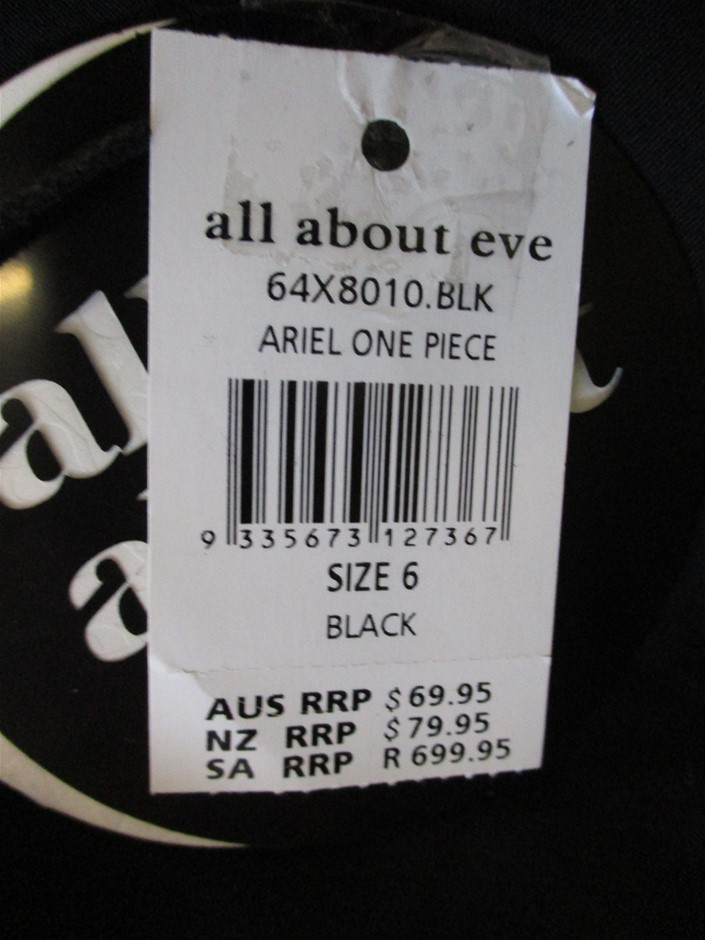 all about eve
64X8010.BLK
ARIEL ONE PIECE
9 335673 127367
SIZE 6
BLACK
AUS RRP $69.95
NZ RRP $79.95
SA RRP R 699.95